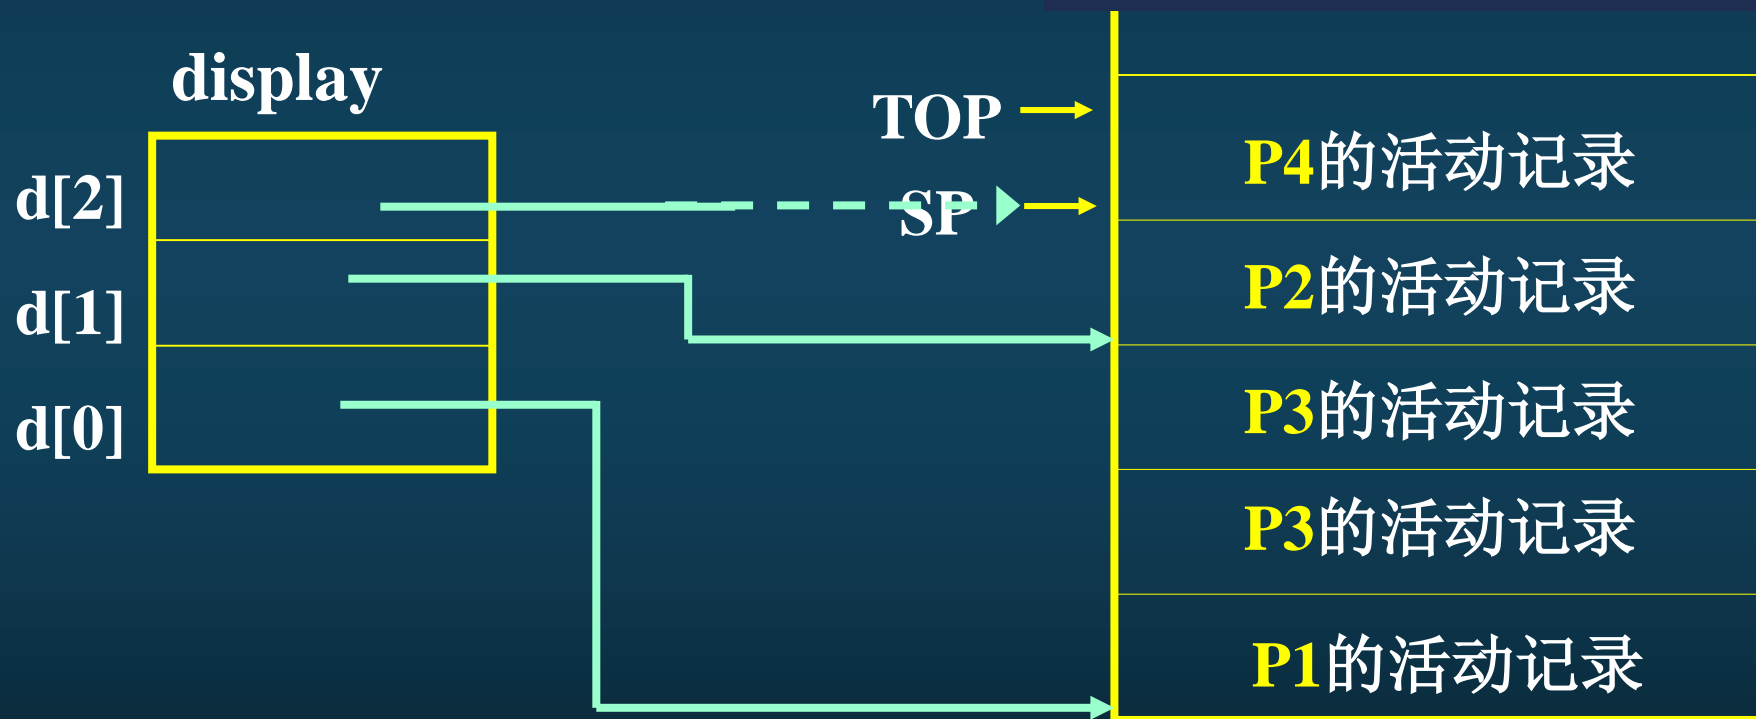 display
d[2]
d[1]
d[0]
TOP
SP
P4的活动记录
P2的活动记录
P3的活动记录
P3的活动记录
P1的活动记录